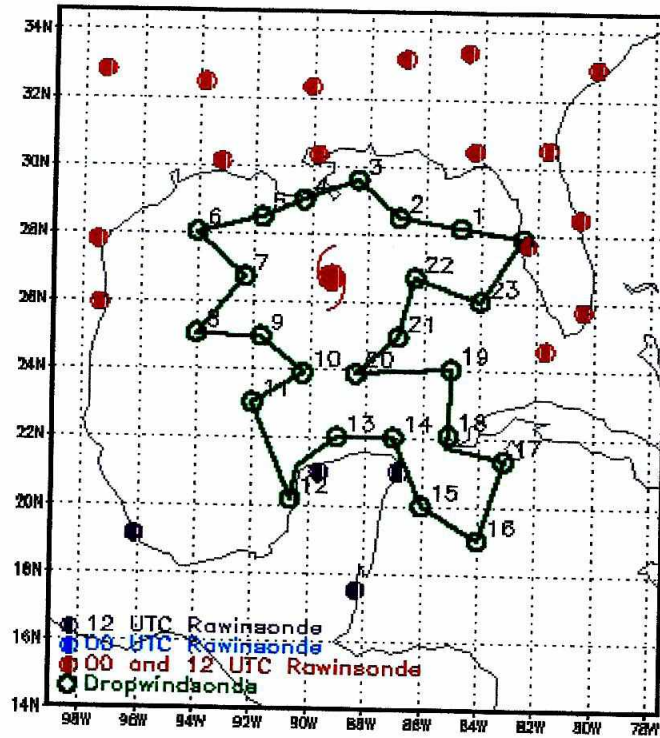 34N
32N
30N
28N
26N
24N
22N
20N
18N
16N
14N
3
4
2
5
1
6
7
22
23
8
9
21
10
20
19
11
13
14
18
17
12
15
16
12 UTC Rawinsonde
00 UTC Rawinsonde
00 and 12 UTC Rawinsonde
Dropwindsonde
98W 96W 94W 92W 90W 88W 86W 84W 82W 80W 78W